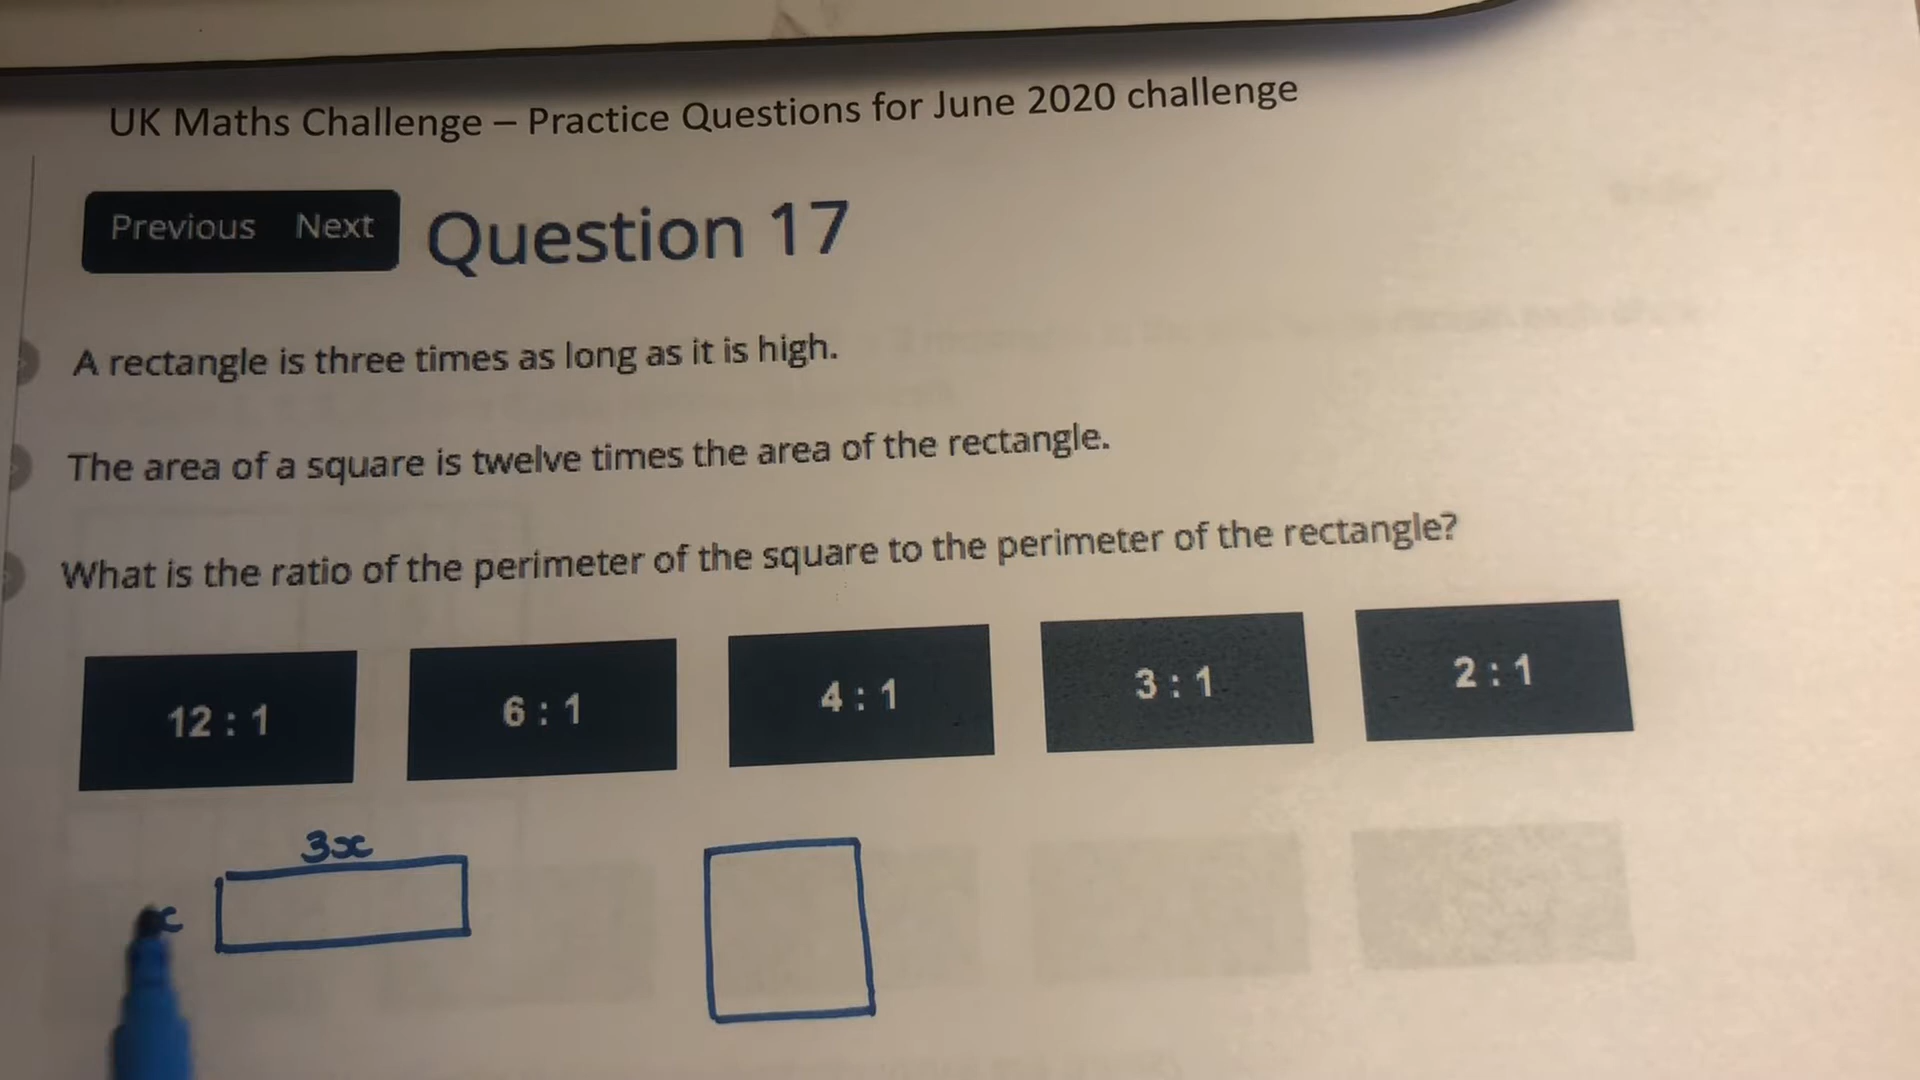 UK Maths Challenge – Practice Questions for June 2020 challenge
Previous Next
Question 17
A rectangle is three times as long as it is high.
The area of a square is twelve times the area of the rectangle.
What is the ratio of the perimeter of the square to the perimeter of the rectangle?
12 : 1
6 : 1
4 : 1
3 : 1
2 : 1
3x
x